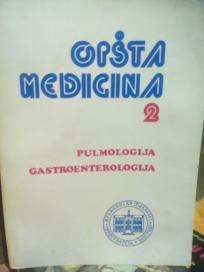 OPŠTA
MEDICINA
2
PULMOLOGIJA
GASTROENTEROLOGIJA